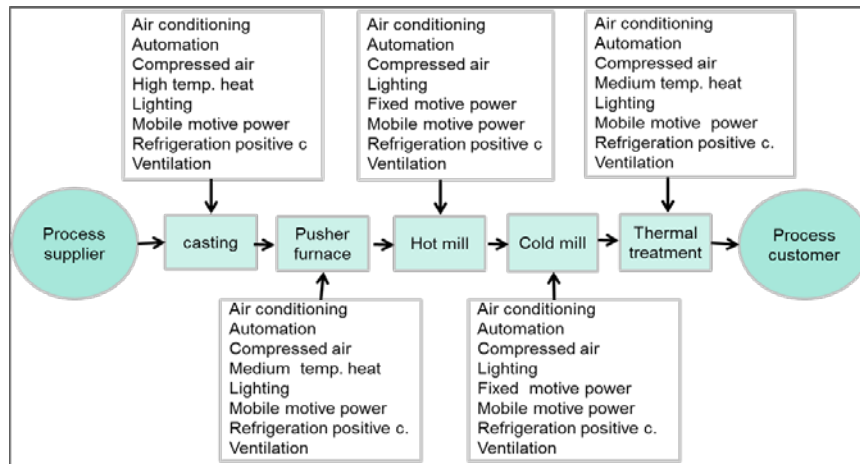 Air conditioning
Automation
Compressed air
High temp. heat
Lighting
Mobile motive power
Refrigeration positive c.
Ventilation
Air conditioning
Automation
Compressed air
Lighting
Fixed motive power
Mobile motive power
Refrigeration positive c
Ventilation
Air conditioning
Automation
Compressed air
Medium temp. heat
Lighting
Mobile motive power
Refrigeration positive c.
Ventilation
Process
supplier
casting
Pusher
furnace
Hot mill
Cold mill
Thermal
treatment
Process
customer
Air conditioning
Automation
Compressed air
Medium temp. heat
Lighting
Mobile motive power
Refrigeration positive c.
Ventilation
Air conditioning
Automation
Compressed air
Lighting
Fixed motive power
Mobile motive power
Refrigeration positive c.
Ventilation